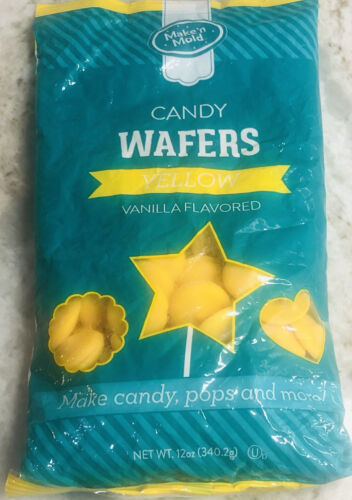 Make'n
Mold
CANDY
WAFERS
YELLOW
VANILLA FLAVORED
Make candy, pops and more!
NET WT. 12oz (340.2g) U D